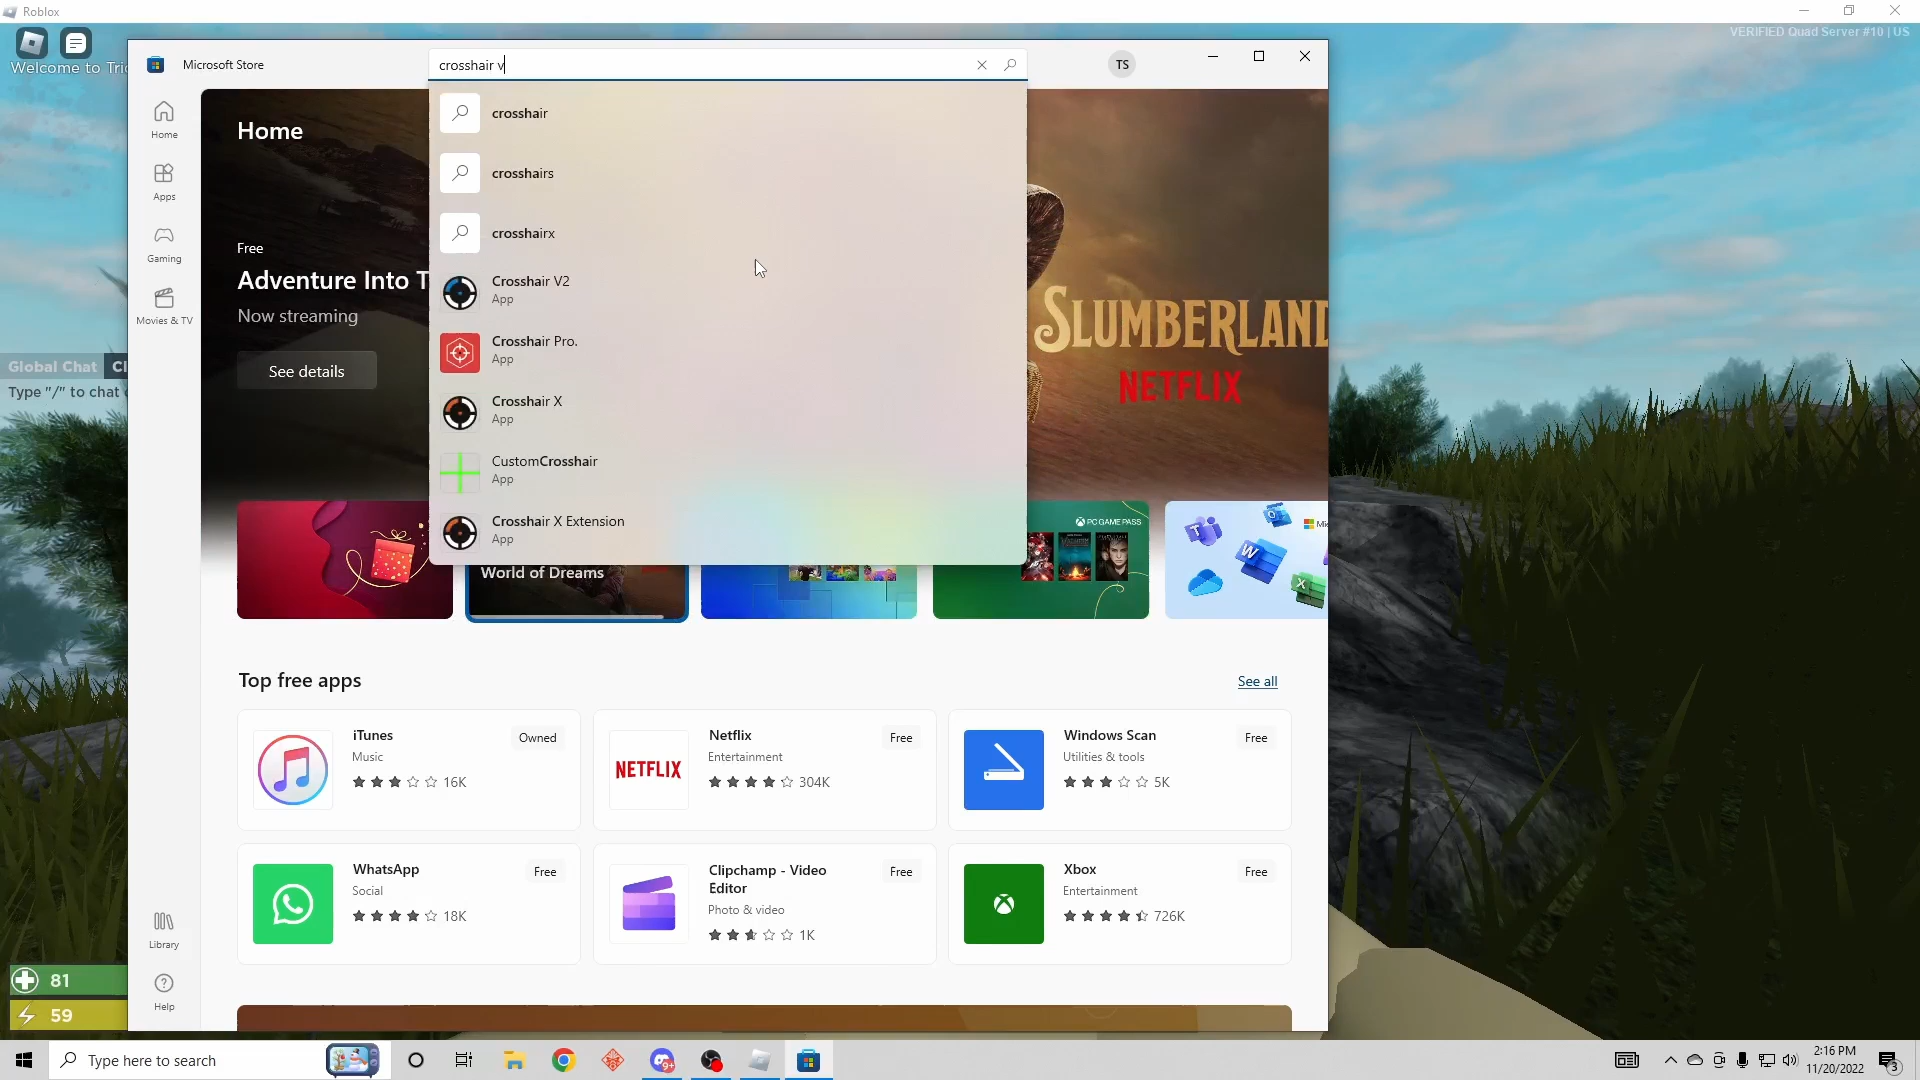 Roblox
VERIFIED Quad Server #10 | US
Welcome to Tri
Microsoft Store
crosshair v
TS
Home
Apps
Gaming
Movies & TV
Library
Help
Home
Free
Adventure Into T
Now streaming
See details
crosshair
crosshairs
crosshairx
Crosshair V2
App
Crosshair Pro.
App
Crosshair X
App
CustomCrosshair
App
Crosshair X Extension
App
SLUMBERLAND
NETFLIX
Global Chat
Cl
Type "/" to chat
World of Dreams
PC GAME PASS
Top free apps
See all
iTunes
Owned
Music
16K
Netflix
Free
Entertainment
304K
NETFLIX
Windows Scan
Free
Utilities & tools
5K
WhatsApp
Free
Social
18K
Clipchamp - Video
Editor
Free
Photo & video
1K
Xbox
Free
Entertainment
726K
81
59
Type here to search
9+
2:16 PM
11/20/2022
3